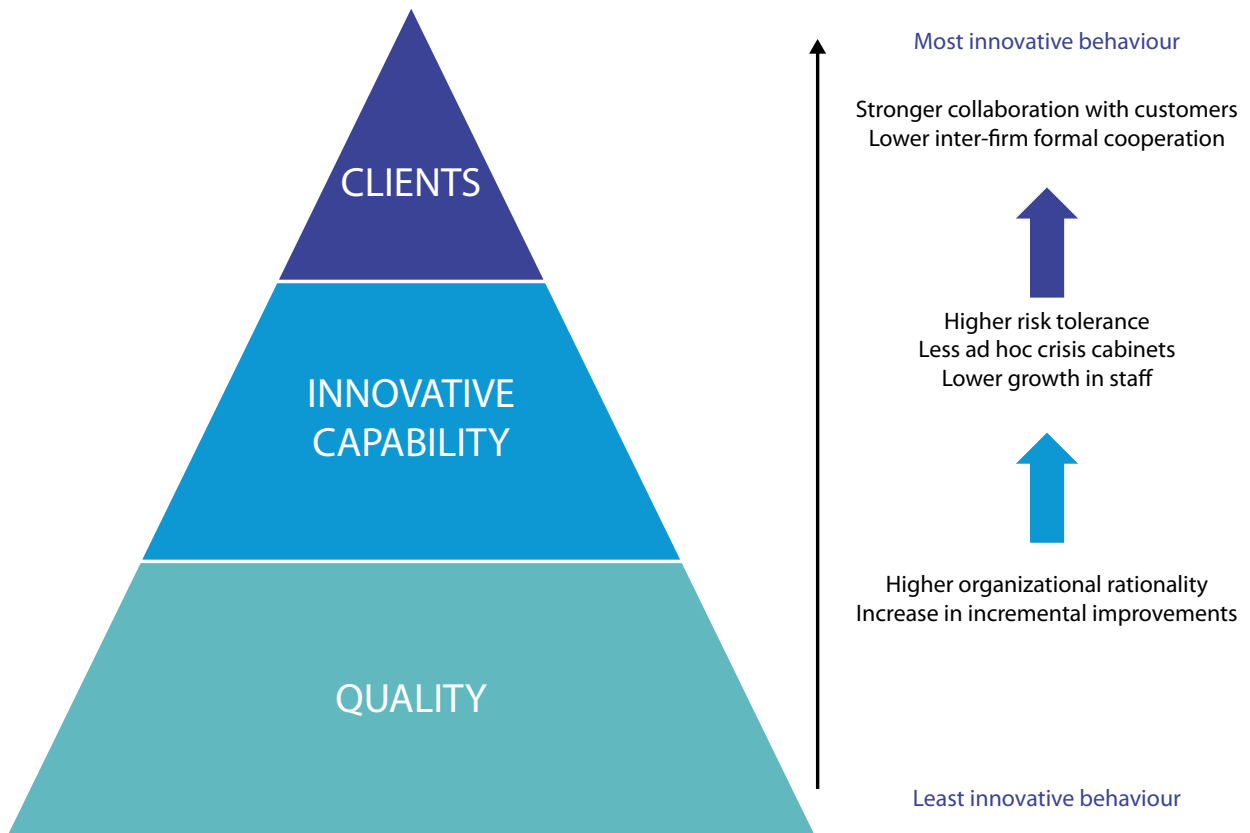 CLIENTS
INNOVATIVE
CAPABILITY
QUALITY
Most innovative behaviour
Stronger collaboration with customers
Lower inter-firm formal cooperation
Higher risk tolerance
Less ad hoc crisis cabinets
Lower growth in staff
Higher organizational rationality
Increase in incremental improvements
Least innovative behaviour